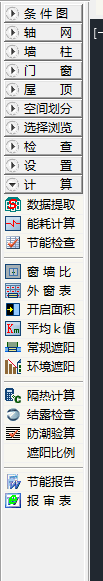 条件图
轴 网
墙 柱
门 窗
屋 顶
空间划分
选择浏览
检 查
设 置
计 算
数据提取
能耗计算
节能检查
窗 墙 比
外 窗 表
开启面积
平均k值
常规遮阳
环境遮阳
隔热计算
结露检查
防潮验算
遮阳比例
节能报告
报 审 表
[-